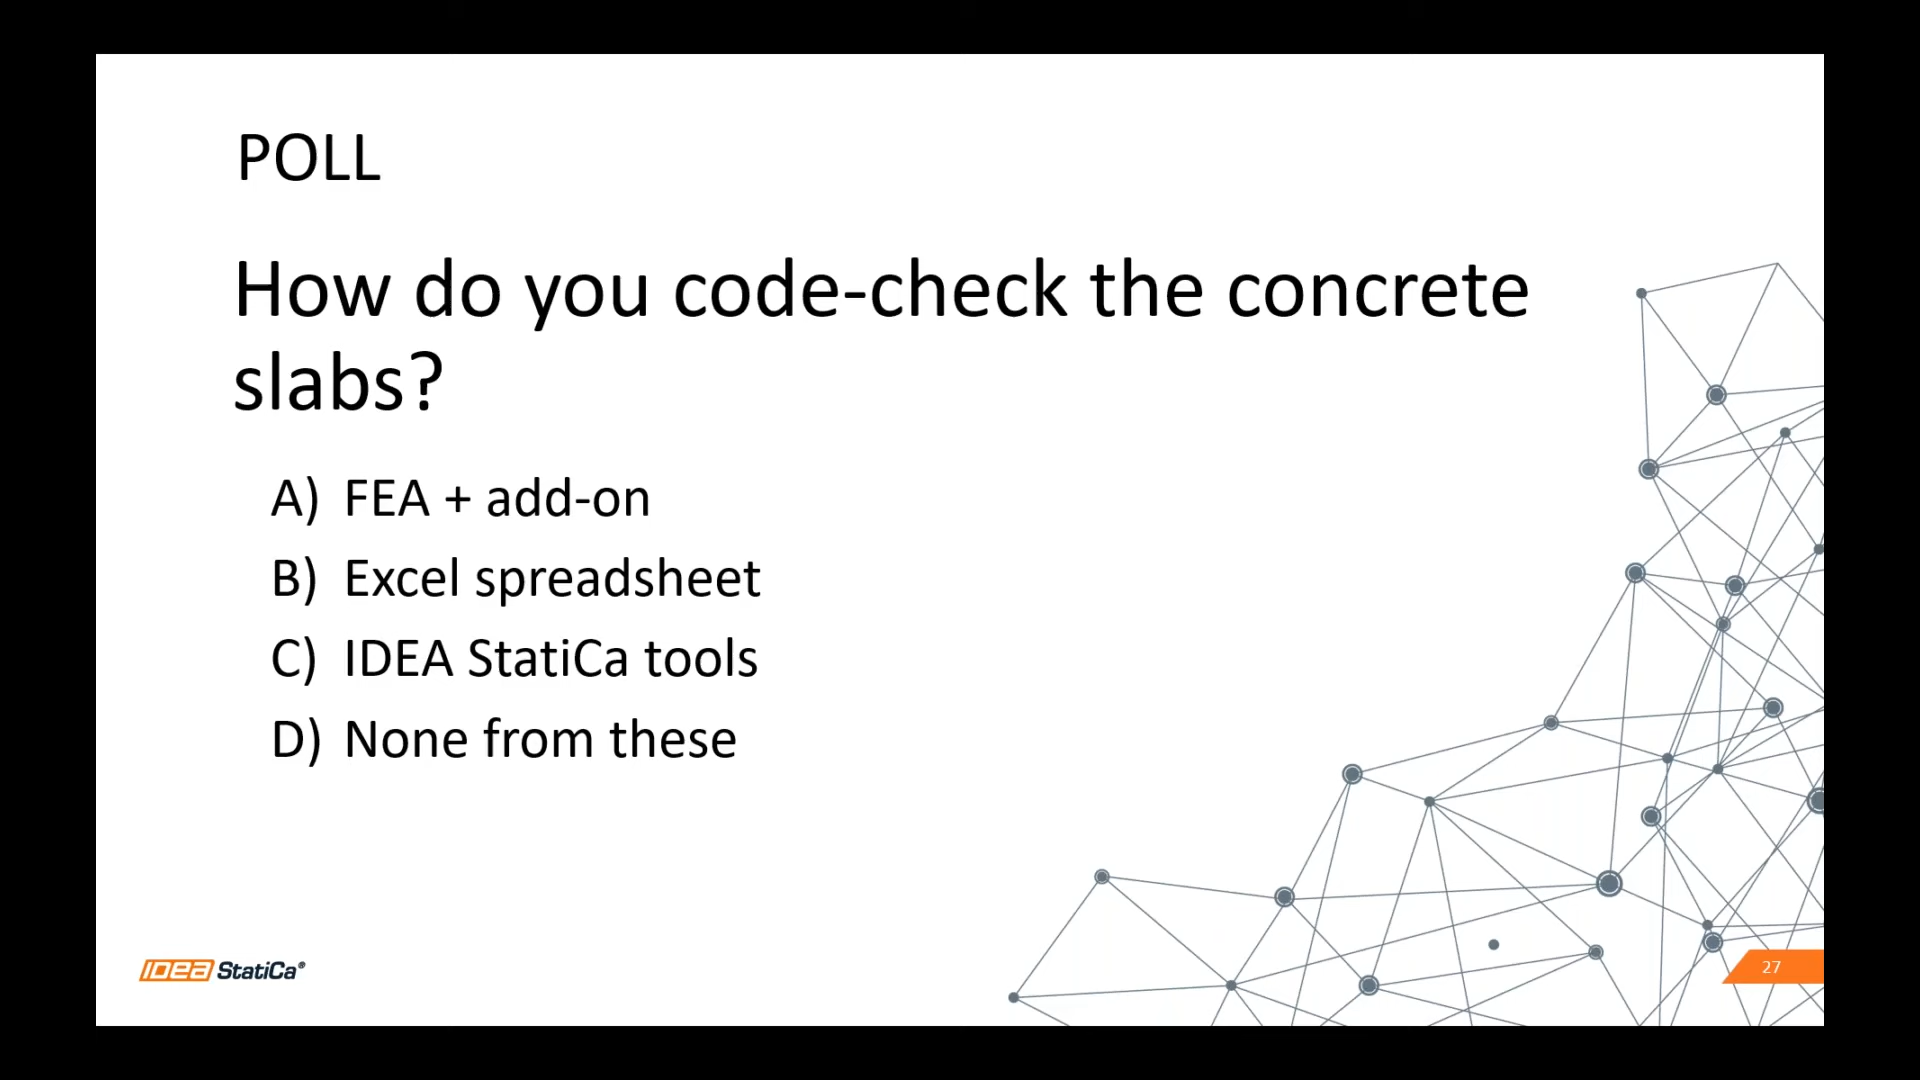 POLL
How do you code-check the concrete
slabs?
A) FEA + add-on
B) Excel spreadsheet
C) IDEA StatiCa tools
D) None from these
IDEA StatiCa®
27